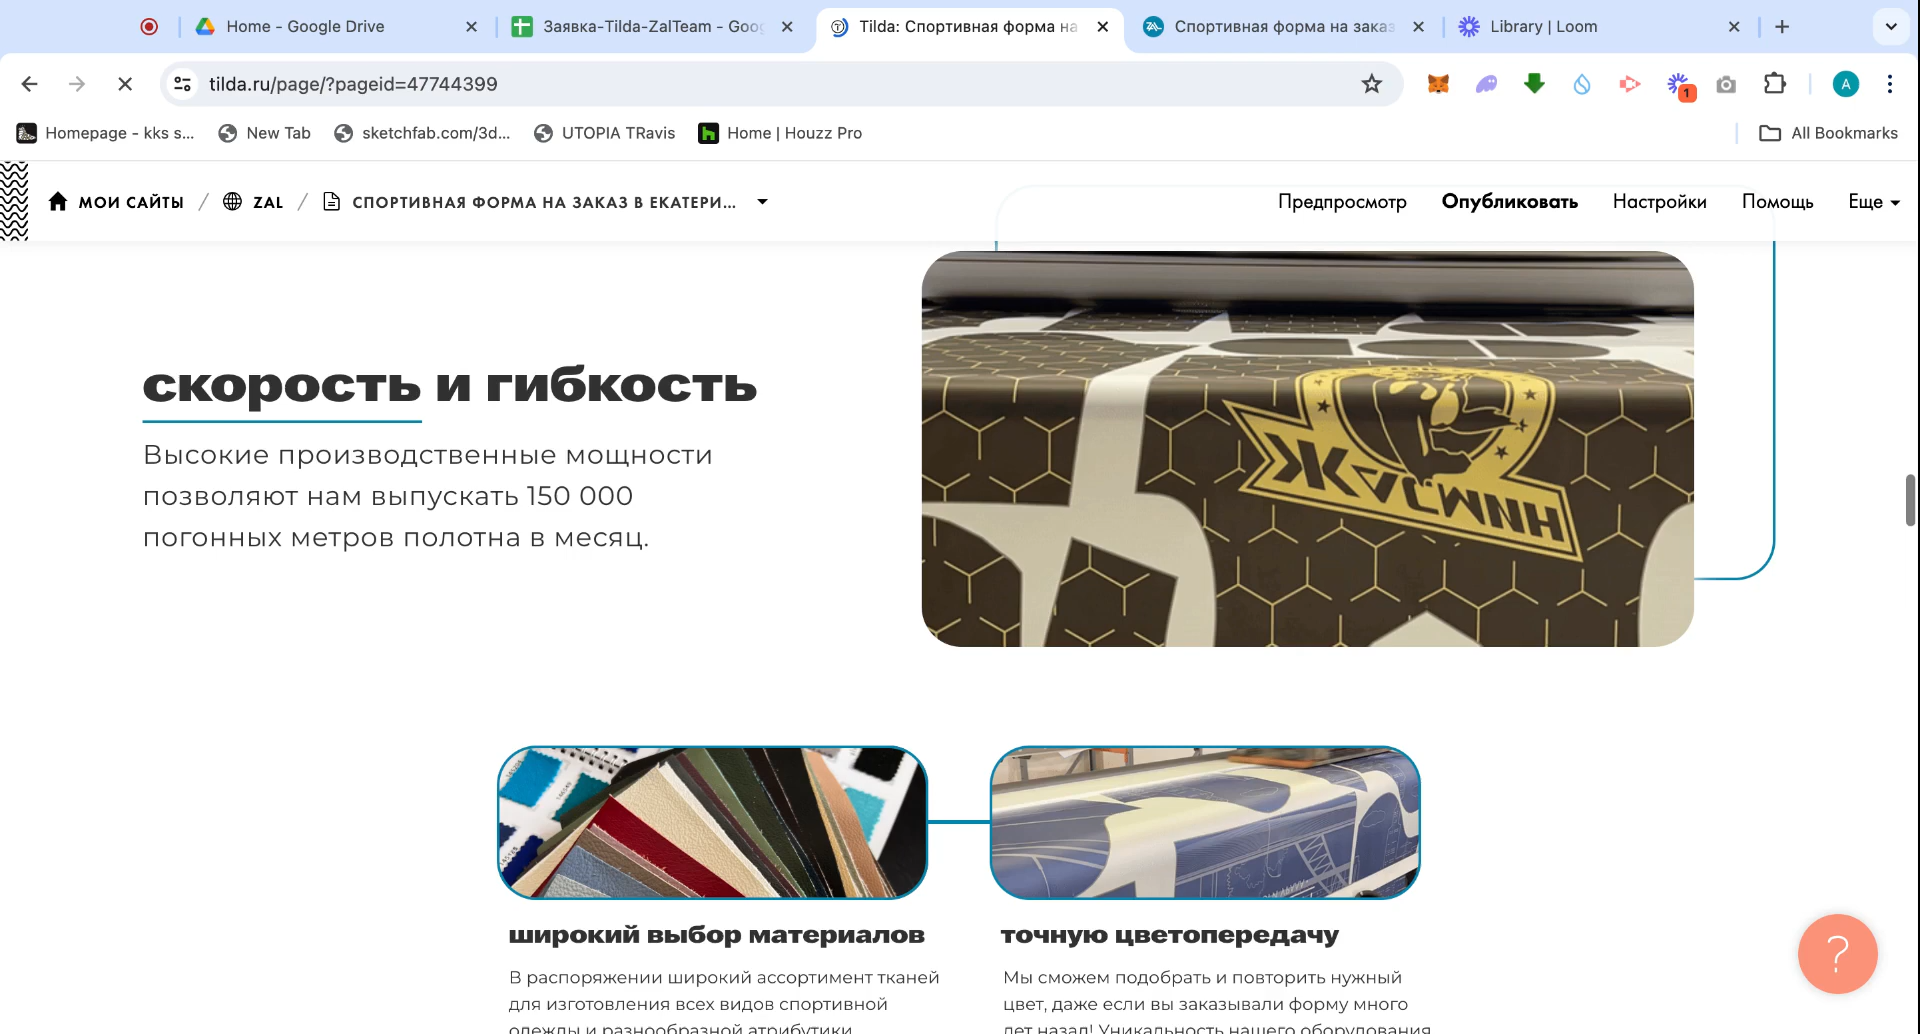 Home - Google Drive
Заявка-Tilda-ZalTeam - Goog
Tilda: Спортивная форма на
Спортивная форма на заказ
Library | Loom
tilda.ru/page/?pageid=47744399
1
A
Homepage - kks s...
New Tab
sketchfab.com/3d...
UTOPIA TRavis
Home | Houzz Pro
All Bookmarks
МОИ САЙТЫ / ZAL / СПОРТИВНАЯ ФОРМА НА ЗАКАЗ В ЕКАТЕРИ...
Предпросмотр
Опубликовать
Настройки
Помощь
Еще
скорость и гибкость
Высокие производственные мощности
позволяют нам выпускать 150 000
погонных метров полотна в месяц.
широкий выбор материалов
В распоряжении широкий ассортимент тканей
для изготовления всех видов спортивной
одежды и разнообразной атрибутики
точную цветопередачу
Мы сможем подобрать и повторить нужный
цвет, даже если вы заказывали форму много
лет назад! Уникальность нашего оборудования
?